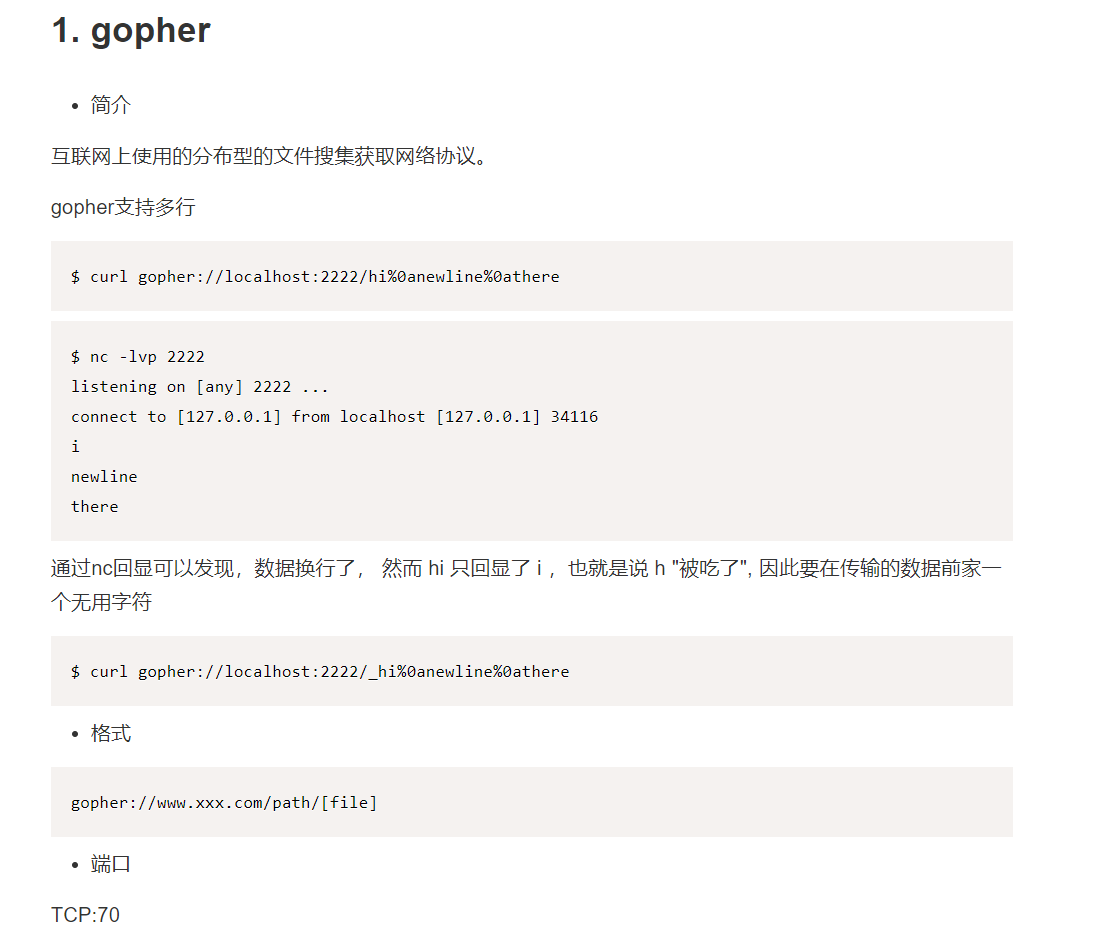 1. gopher
• 简介
互联网上使用的分布型的文件搜集获取网络协议。
gopher支持多行
$ curl gopher://localhost:2222/hi%0anewline%0athere
$ nc -lvp 2222
listening on [any] 2222 ...
connect to [127.0.0.1] from localhost [127.0.0.1] 34116
i
newline
there
通过nc回显可以发现，数据换行了， 然而 hi 只回显了 i ，也就是说 h "被吃了", 因此要在传输的数据前家一
个无用字符
$ curl gopher://localhost:2222/_hi%0anewline%0athere
• 格式
gopher://www.xxx.com/path/[file]
• 端口
TCP:70